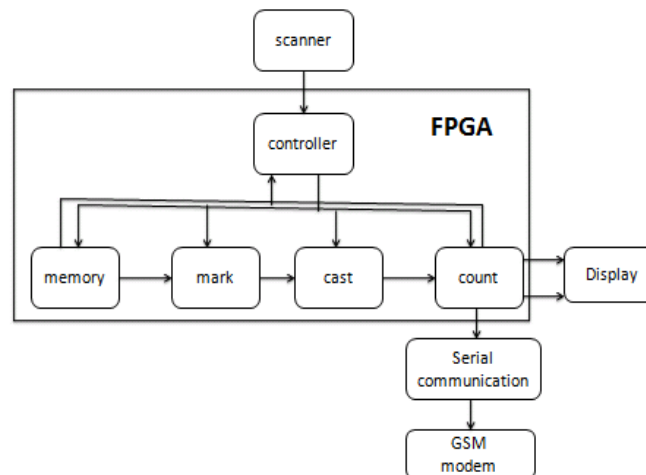 scanner
FPGA
controller
memory
mark
cast
count
Display
Serial
communication
GSM
modem